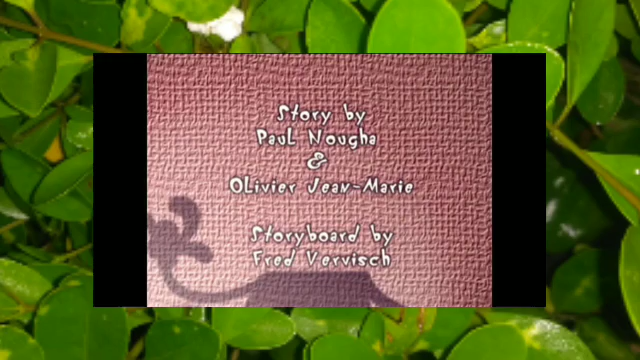 Story by
Paul Nougha
&
Olivier Jean-Marie
Storyboard by
Fred Vervisch